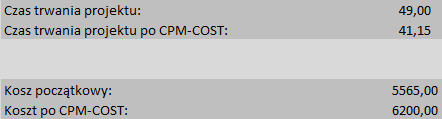 Czas trwania projektu: 49,00
Czas trwania projektu po CPM-COST: 41,15
Kosz początkowy: 5565,00
Koszt po CPM-COST: 6200,00